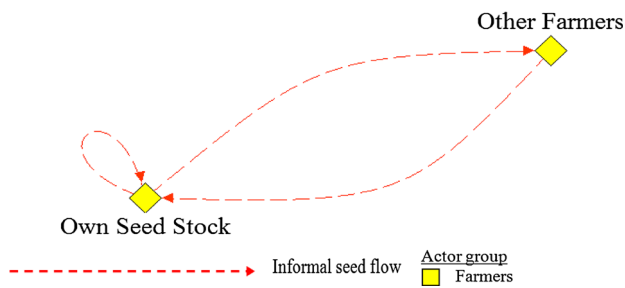 Other Farmers
Own Seed Stock
Informal seed flow
Actor group
Farmers